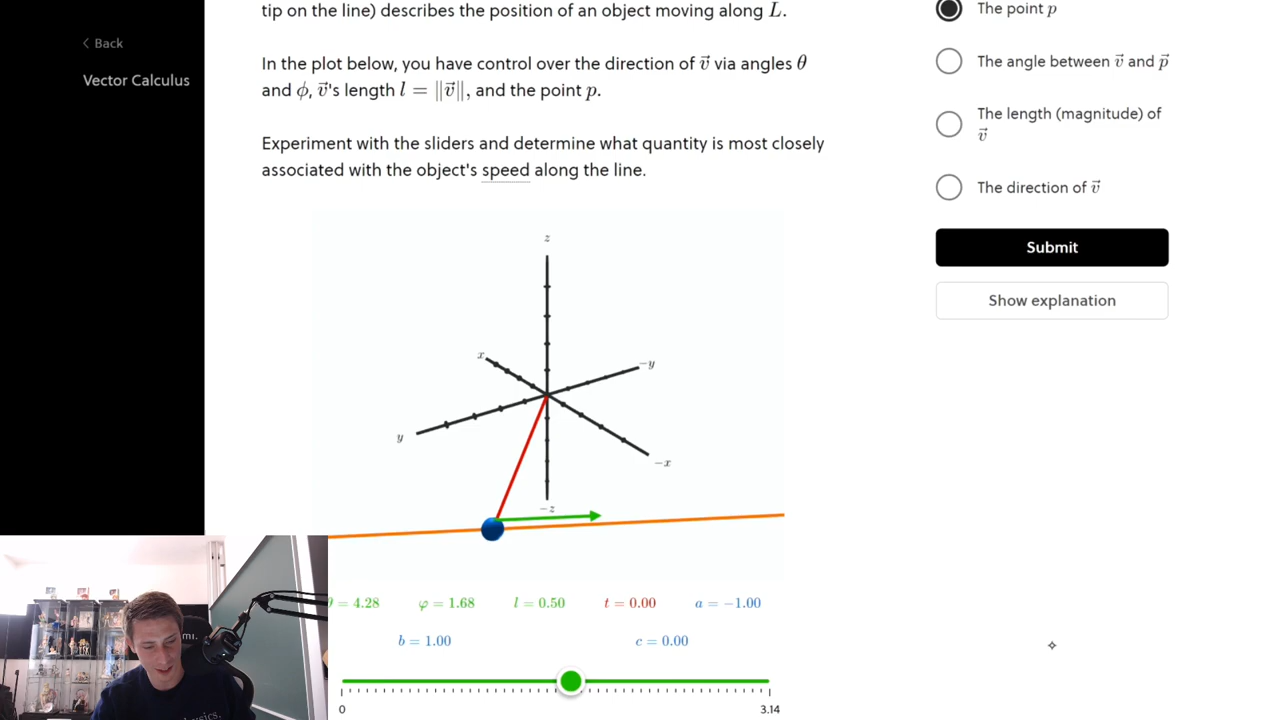 tip on the line) describes the position of an object moving along L.
Back
Vector Calculus
In the plot below, you have control over the direction of v⃗ via angles θ
and ϕ, v⃗'s length l = ‖v⃗‖, and the point p.
Experiment with the sliders and determine what quantity is most closely
associated with the object's speed along the line.
z
x
−y
y
−x
−z
θ = 4.28
φ = 1.68
l = 0.50
t = 0.00
a = −1.00
b = 1.00
c = 0.00
0
3.14
The point p
The angle between v⃗ and p⃗
The length (magnitude) of
v⃗
The direction of v⃗
Submit
Show explanation